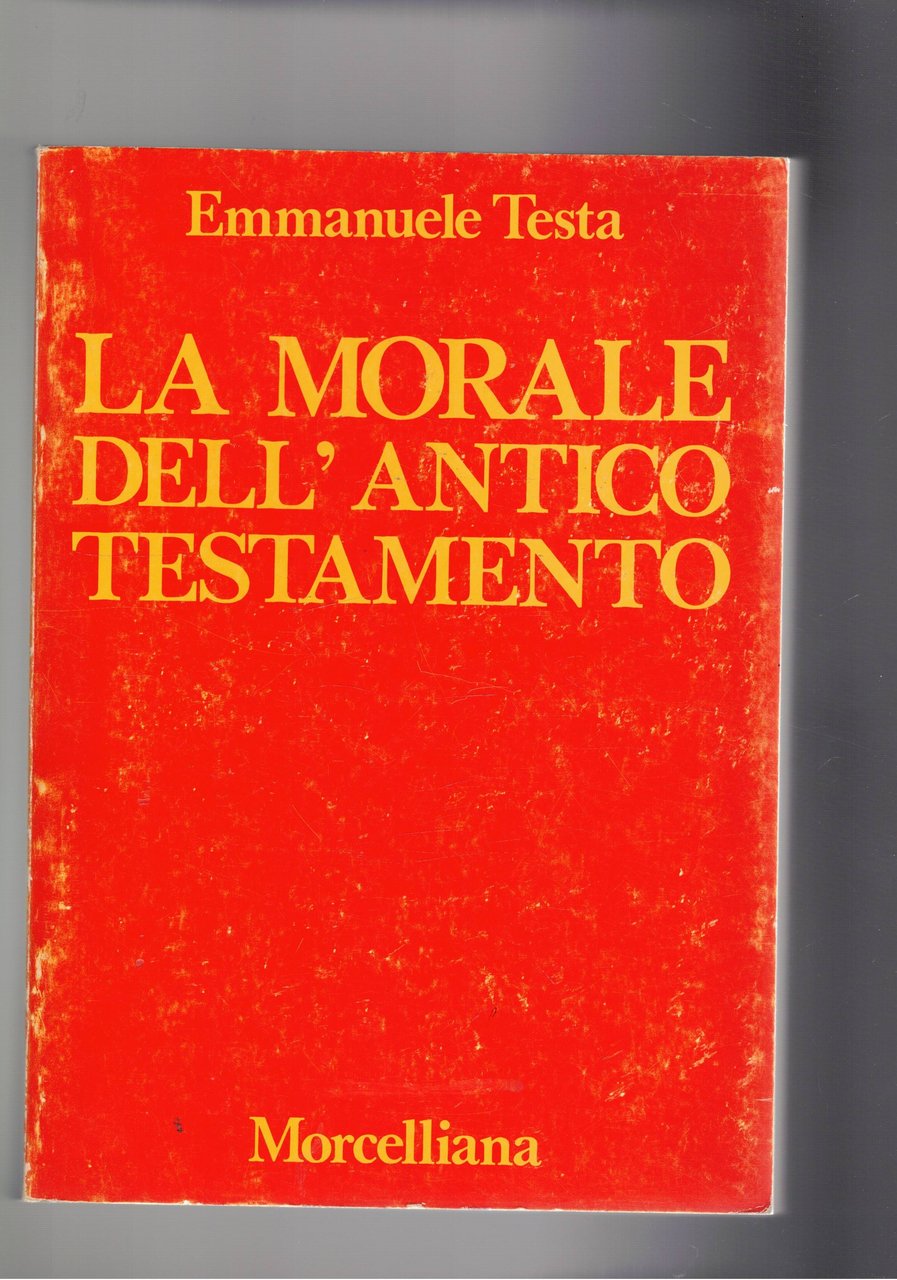 Emmanuele Testa
LA MORALE
DELL' ANTICO
TESTAMENTO
Morcelliana